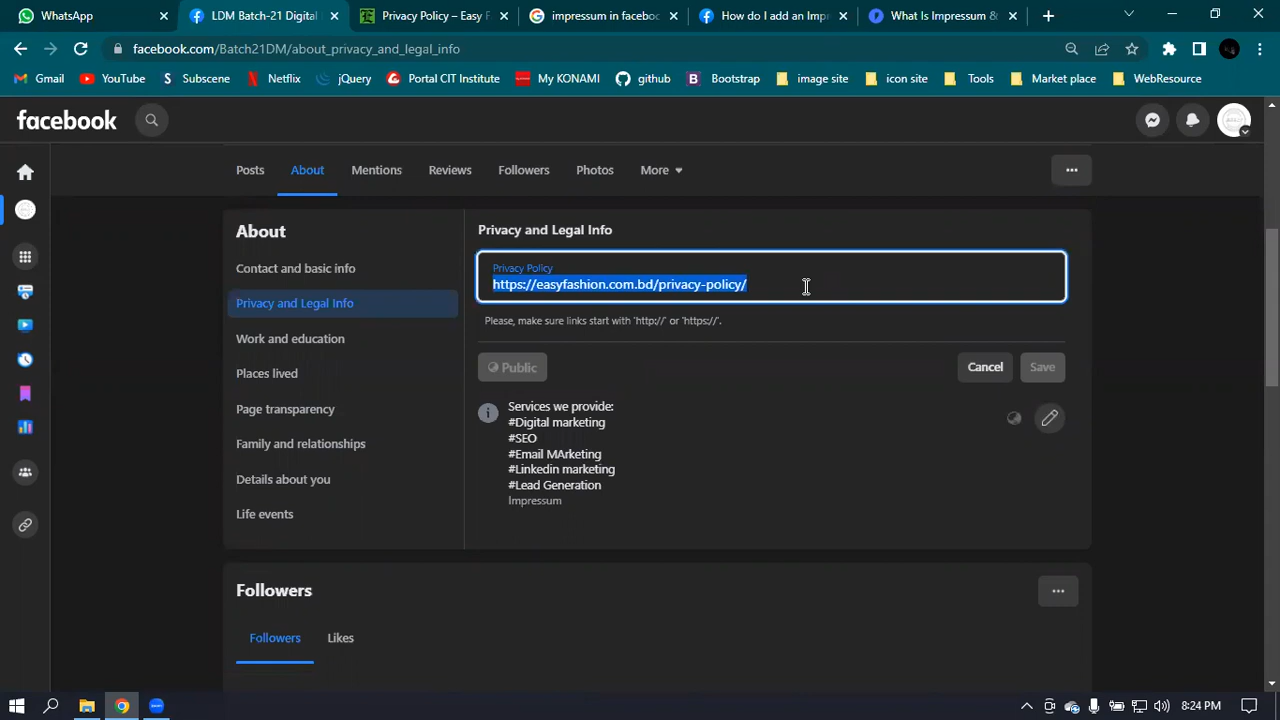 WhatsApp
LDM Batch-21 Digital
Privacy Policy – Easy F
impressum in faceboo
How do I add an Impr
What Is Impressum &
facebook.com/Batch21DM/about_privacy_and_legal_info
Gmail
YouTube
Subscene
Netflix
jQuery
Portal CIT Institute
My KONAMI
github
Bootstrap
image site
icon site
Tools
Market place
WebResource
facebook
Posts
About
Mentions
Reviews
Followers
Photos
More
About
Contact and basic info
Privacy and Legal Info
Work and education
Places lived
Page transparency
Family and relationships
Details about you
Life events
Privacy and Legal Info
Privacy Policy
https://easyfashion.com.bd/privacy-policy/
Please, make sure links start with 'http://' or 'https://'.
Public
Cancel
Save
Services we provide:
#Digital marketing
#SEO
#Email MArketing
#Linkedin marketing
#Lead Generation
Impressum
Followers
Followers
Likes
8:24 PM